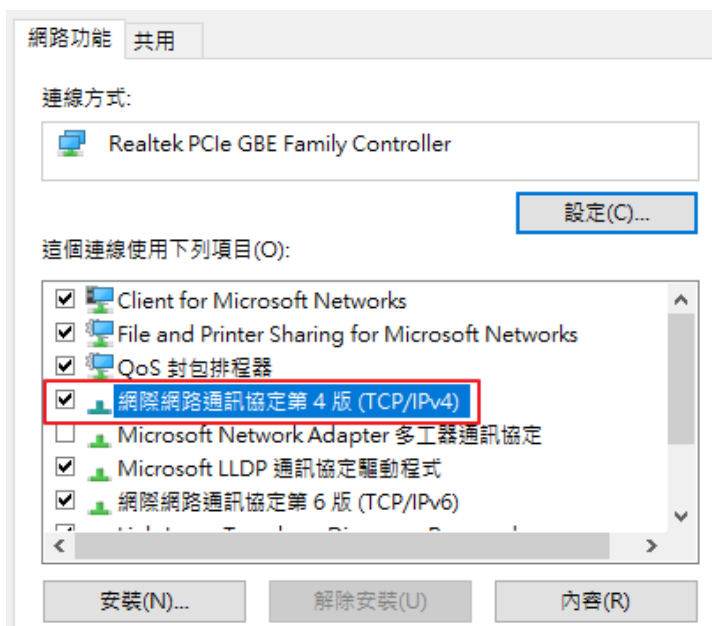 網路功能 共用
連線方式:
Realtek PCIe GBE Family Controller
設定(C)...
這個連線使用下列項目(O):
Client for Microsoft Networks
File and Printer Sharing for Microsoft Networks
QoS 封包排程器
網際網路通訊協定第 4 版 (TCP/IPv4)
Microsoft Network Adapter 多工器通訊協定
Microsoft LLDP 通訊協定驅動程式
網際網路通訊協定第 6 版 (TCP/IPv6)
安裝(N)... 解除安裝(U) 內容(R)